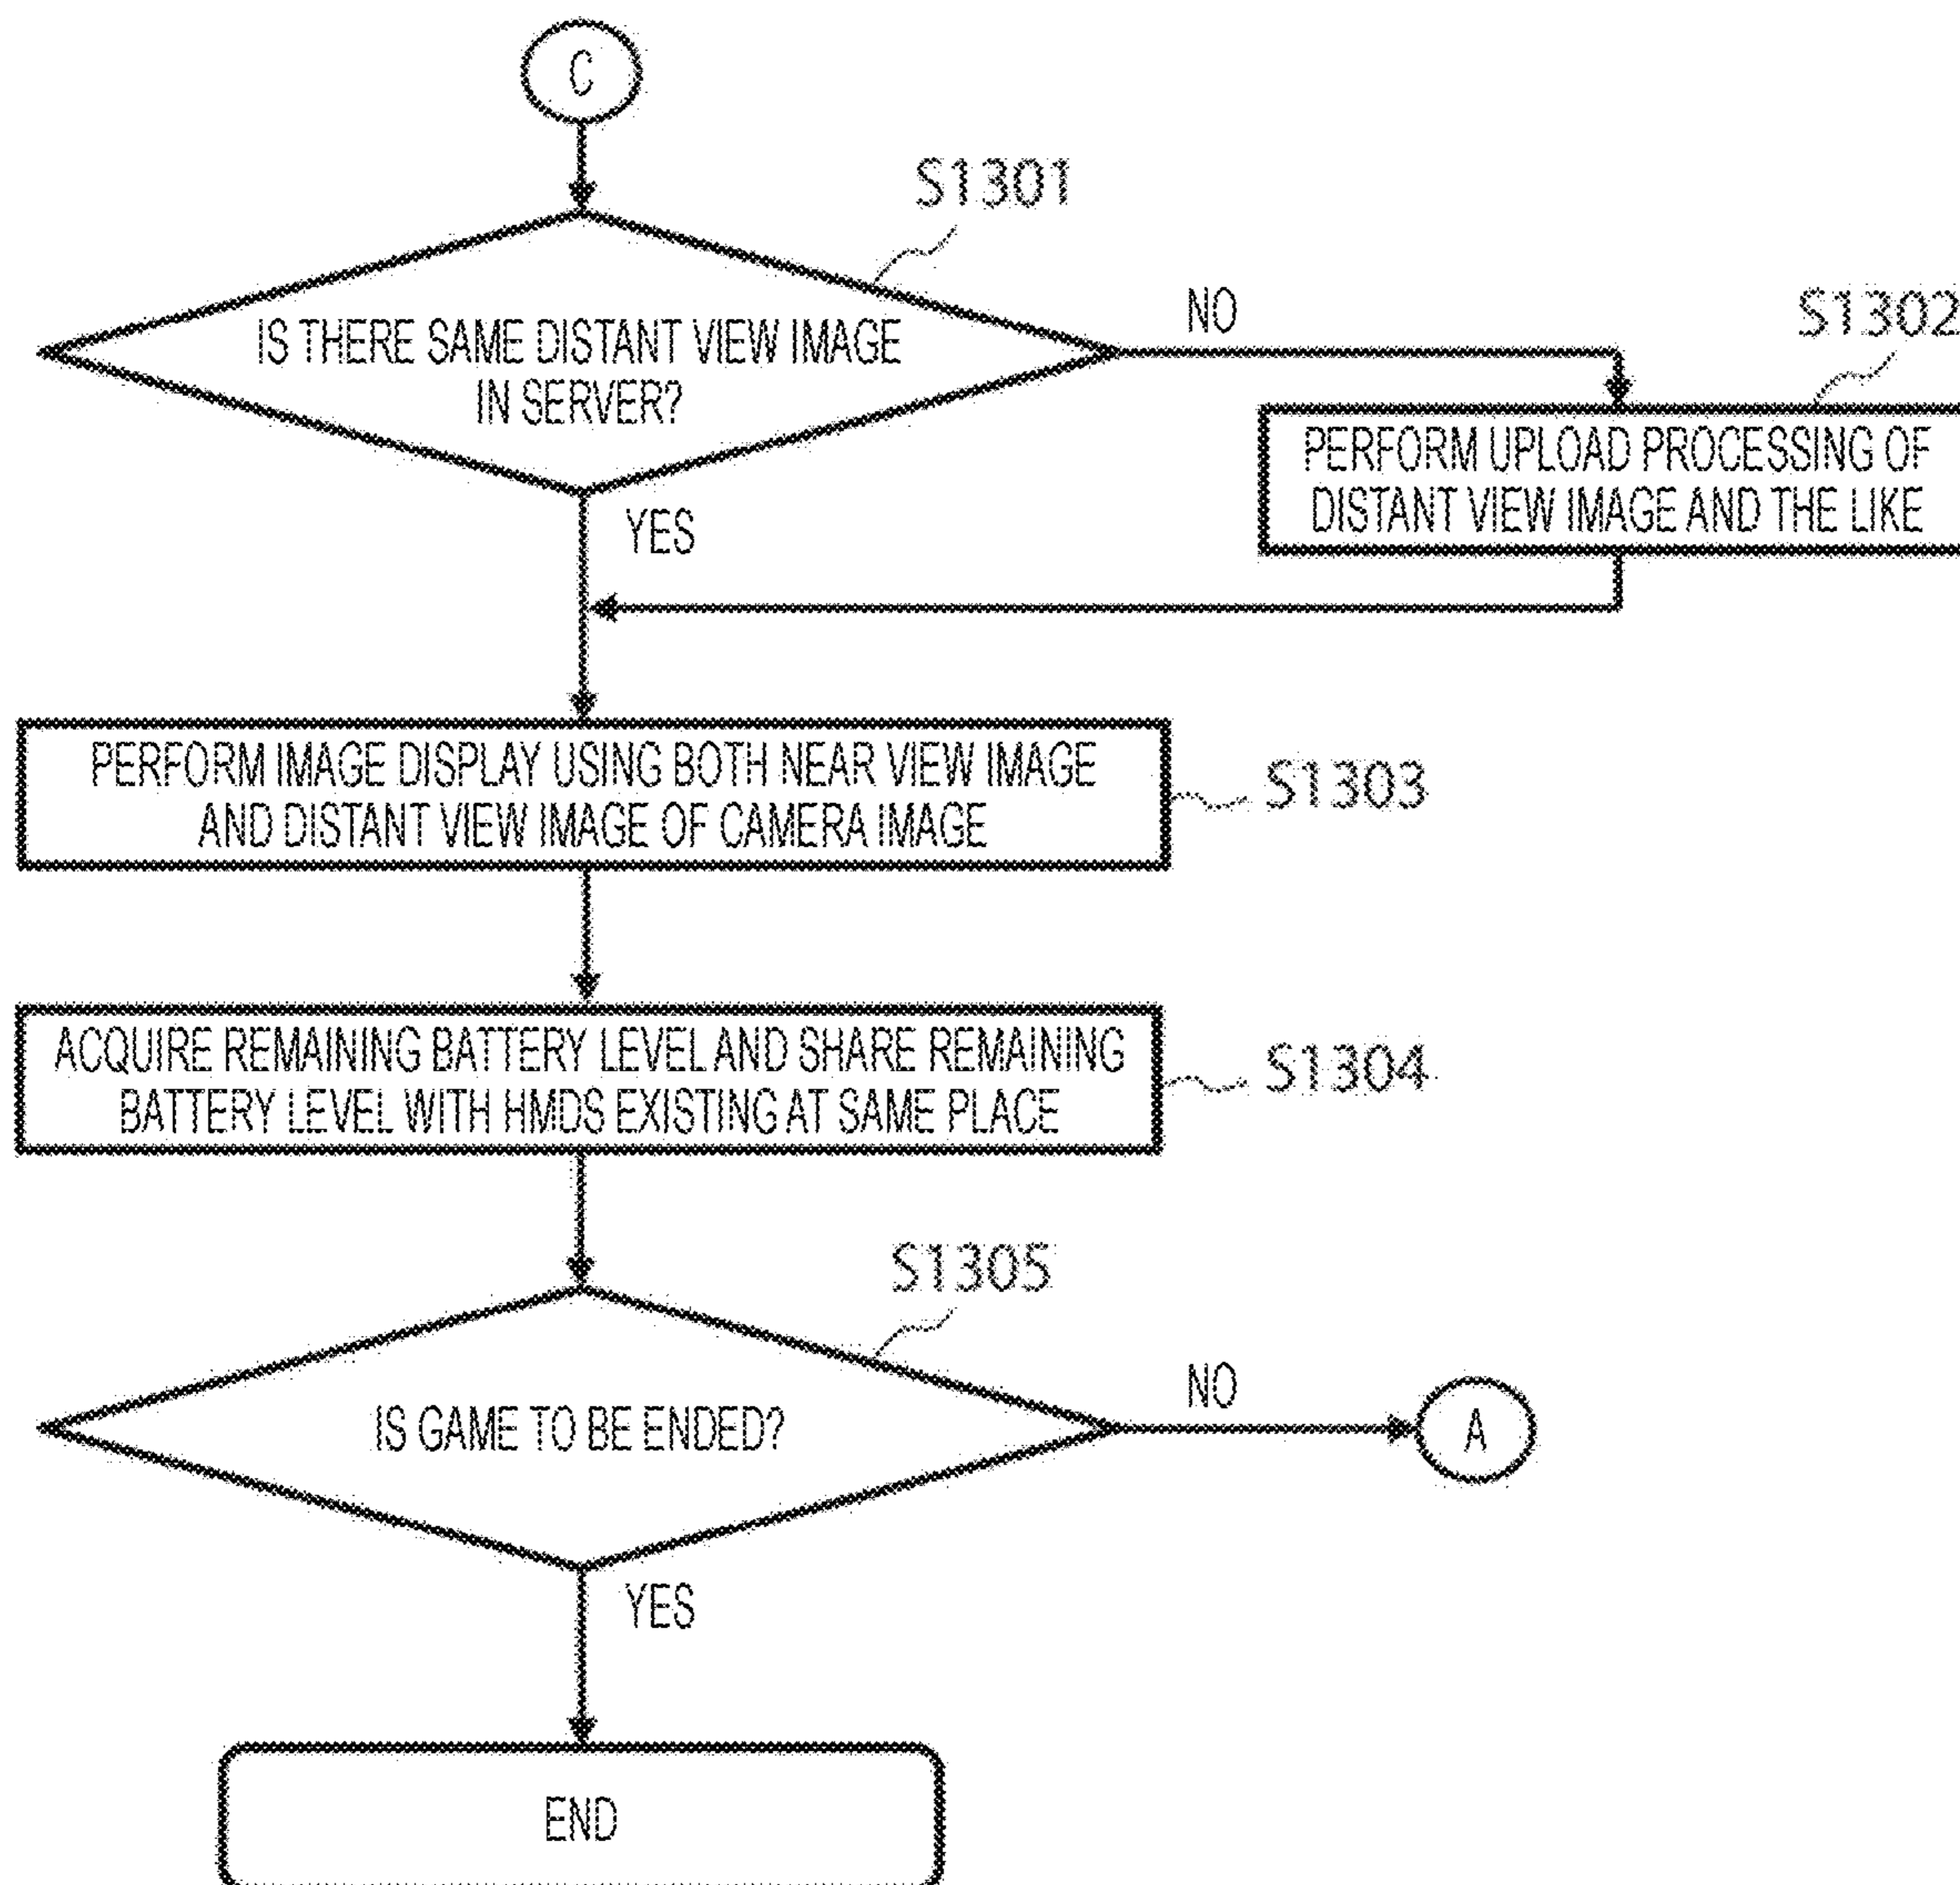 C
S1301
IS THERE SAME DISTANT VIEW IMAGE
IN SERVER?
NO
S1302
PERFORM UPLOAD PROCESSING OF
DISTANT VIEW IMAGE AND THE LIKE
YES
PERFORM IMAGE DISPLAY USING BOTH NEAR VIEW IMAGE
AND DISTANT VIEW IMAGE OF CAMERA IMAGE
S1303
ACQUIRE REMAINING BATTERY LEVEL AND SHARE REMAINING
BATTERY LEVEL WITH HMDS EXISTING AT SAME PLACE
S1304
S1305
IS GAME TO BE ENDED?
NO
A
YES
END